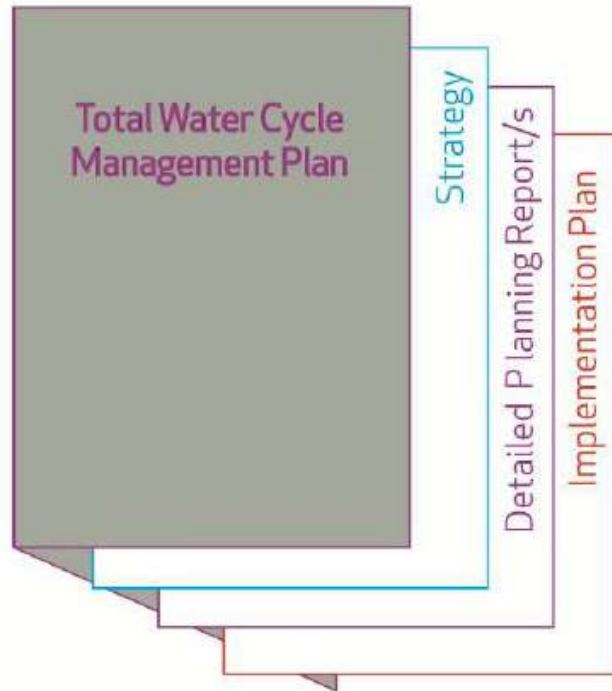 Total Water Cycle
Management Plan
Strategy
Detailed P lanning Report/s
Implementation Plan